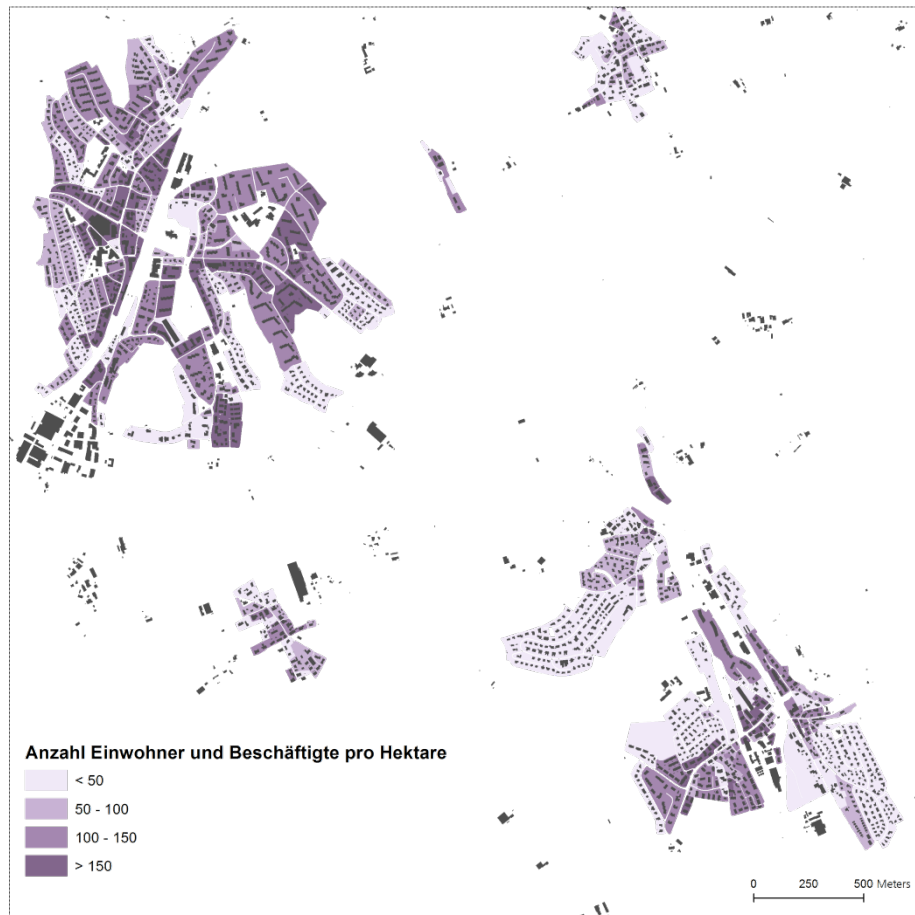 Anzahl Einwohner und Beschäftigte pro Hektare
< 50
50 - 100
100 - 150
> 150
0 250 500 Meters